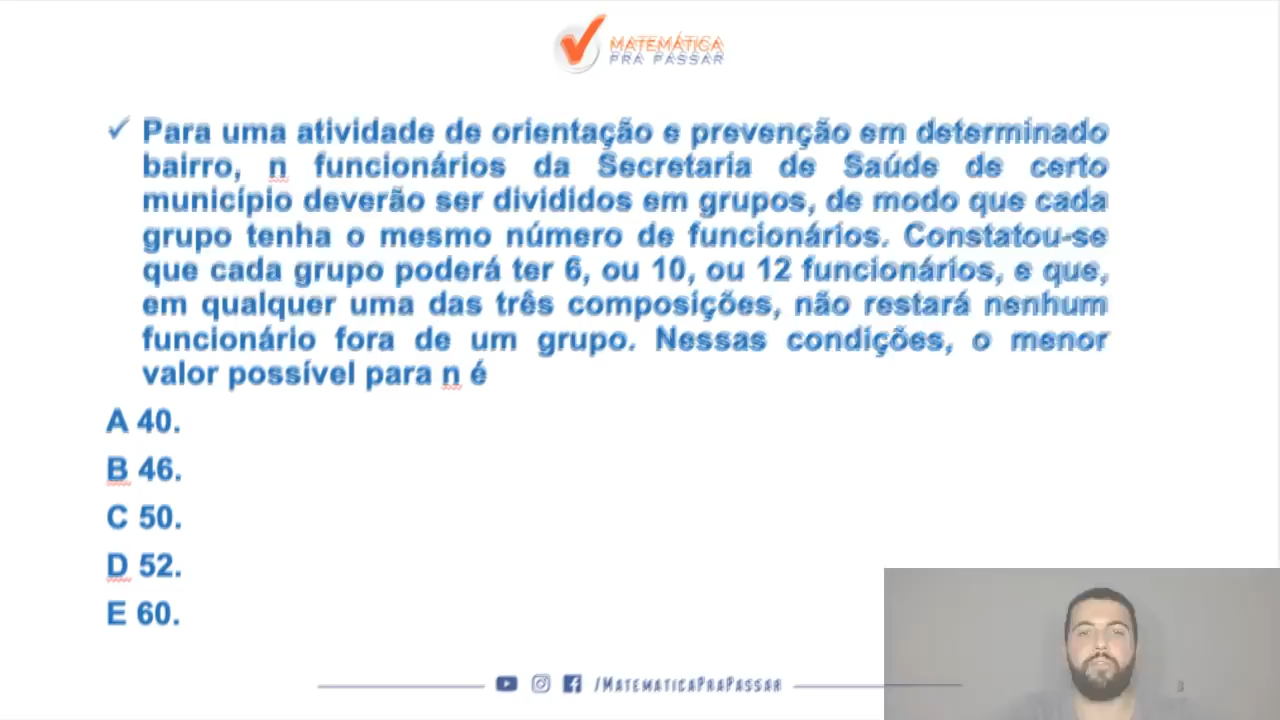 MATEMÁTICA
PRA PASSAR
✓ Para uma atividade de orientação e prevenção em determinado
bairro, n funcionários da Secretaria de Saúde de certo
município deverão ser divididos em grupos, de modo que cada
grupo tenha o mesmo número de funcionários. Constatou-se
que cada grupo poderá ter 6, ou 10, ou 12 funcionários, e que,
em qualquer uma das três composições, não restará nenhum
funcionário fora de um grupo. Nessas condições, o menor
valor possível para n é
A 40.
B 46.
C 50.
D 52.
E 60.
/MATEMATICAPRAPASSAR